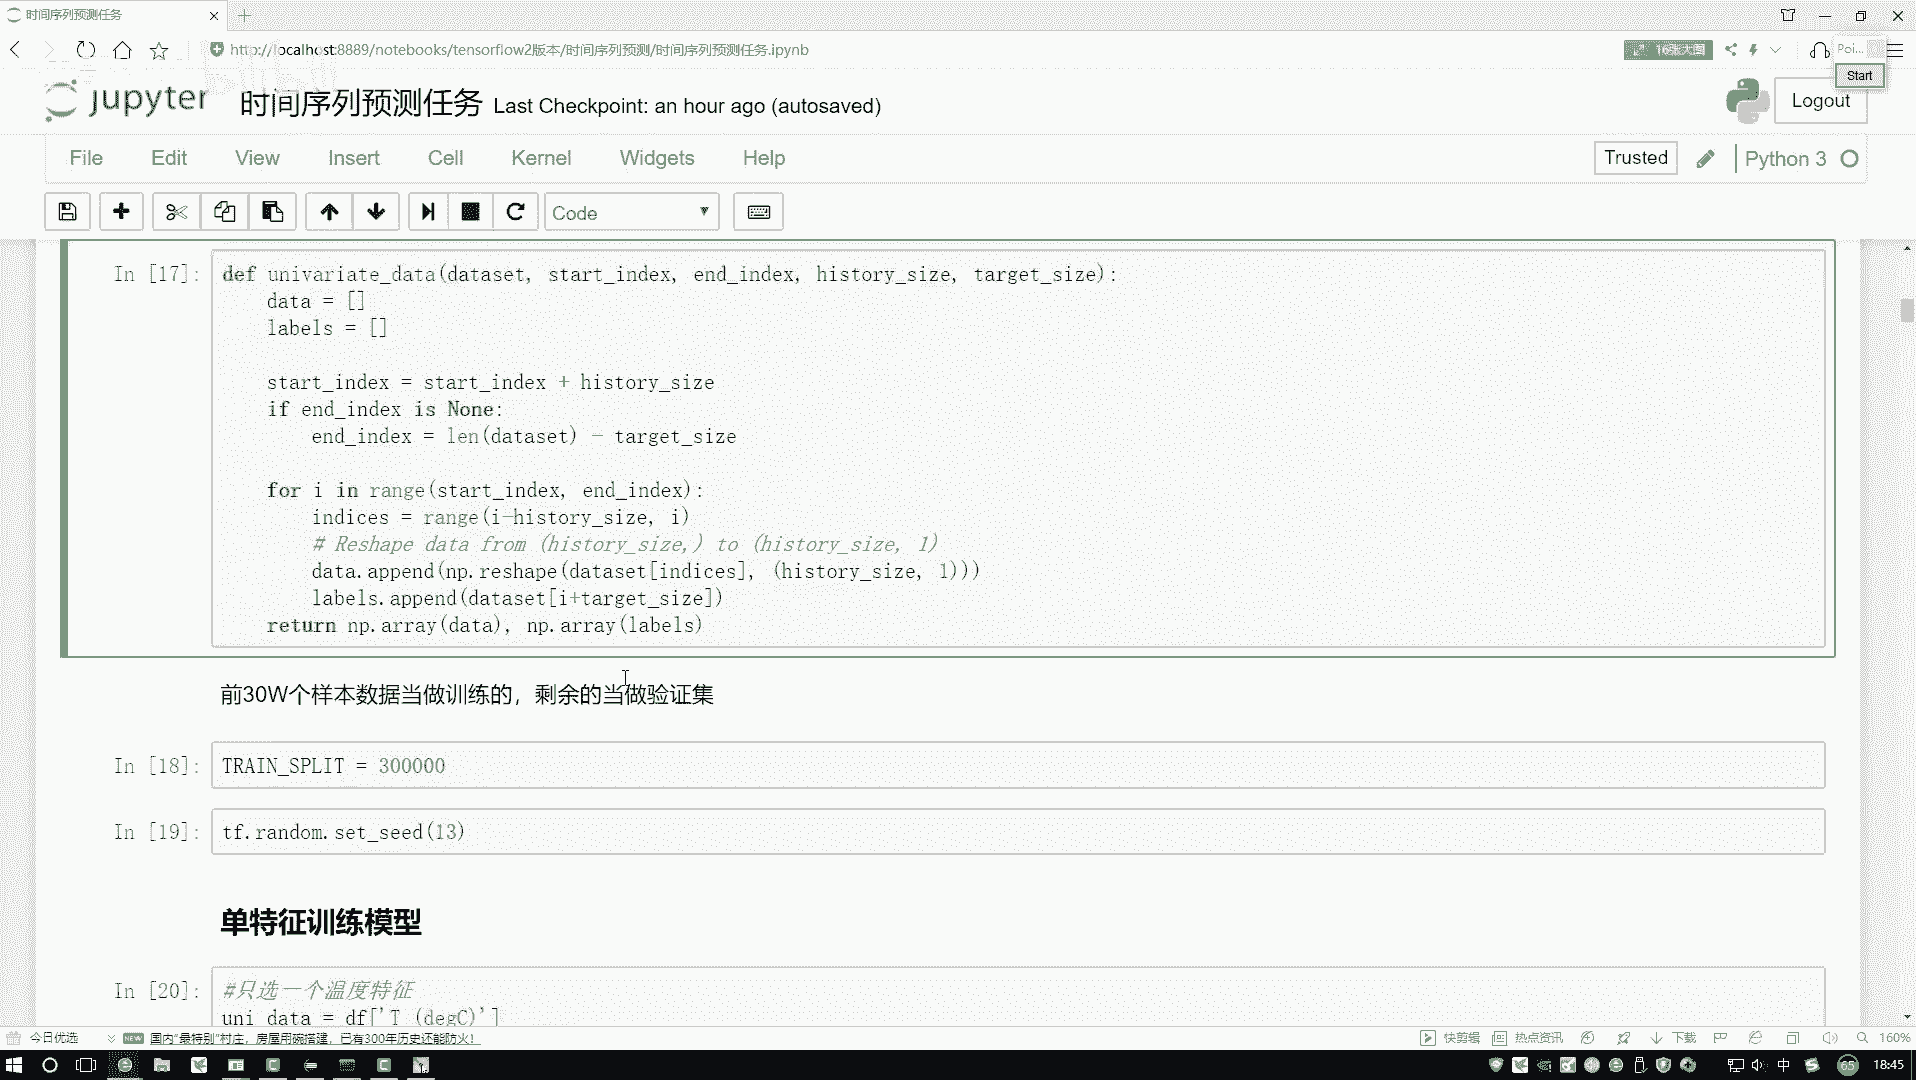 时间序列预测任务
http://localhost:8889/notebooks/tensorflow2版本/时间序列预测/时间序列预测任务.ipynb
16张大图
Poi...
Start
jupyter 时间序列预测任务 Last Checkpoint: an hour ago (autosaved)
Logout
File Edit View Insert Cell Kernel Widgets Help
Trusted Python 3
Code
In [17]: def univariate_data(dataset, start_index, end_index, history_size, target_size):
data = []
labels = []
start_index = start_index + history_size
if end_index is None:
end_index = len(dataset) - target_size
for i in range(start_index, end_index):
indices = range(i-history_size, i)
# Reshape data from (history_size,) to (history_size, 1)
data.append(np.reshape(dataset[indices], (history_size, 1)))
labels.append(dataset[i+target_size])
return np.array(data), np.array(labels)
前30W个样本数据当做训练的，剩余的当做验证集
In [18]: TRAIN_SPLIT = 300000
In [19]: tf.random.set_seed(13)
单特征训练模型
In [20]: #只选一个温度特征
uni_data = df['T (degC)']
今日优选 NEW 国内“最特别”村庄，房屋用碗搭建，已有300年历史还能防火！ 快剪辑 热点资讯 下载 160%
中 65 18:45